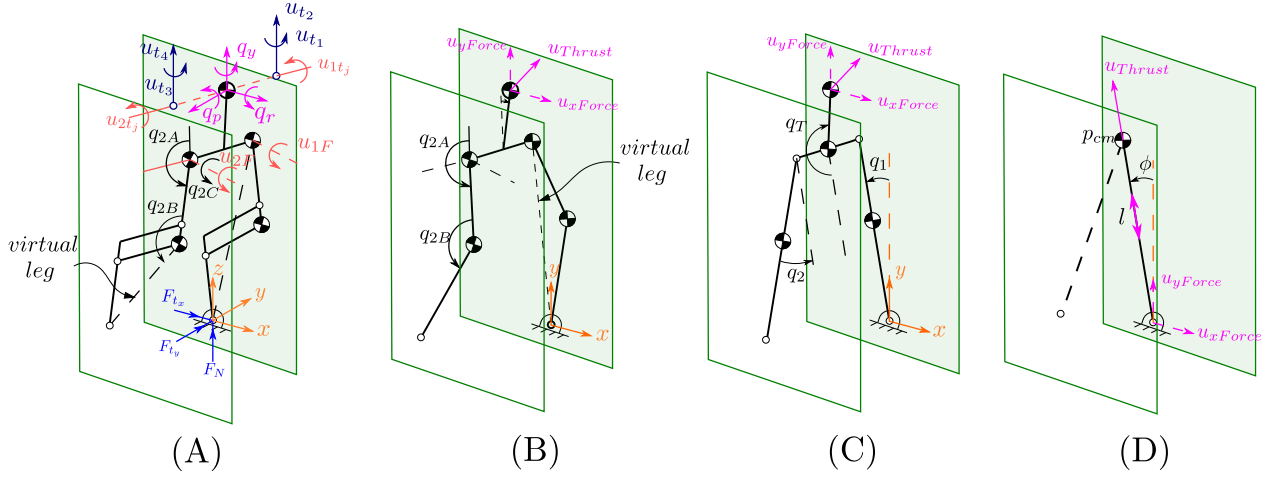 u_{t_2}
u_{t_1}
u_{t_4}
q_y
u_{1t_j}
u_{t_3}
u_{2t_j}
q_p
q_r
q_{2A}
u_{1F}
u_{2F}
q_{2C}
q_{2B}
virtual
leg
z
y
x
F_{t_x}
F_{t_y}
F_N
(A)
u_{yForce}
u_{Thrust}
u_{xForce}
q_{2A}
virtual
leg
q_{2B}
y
x
(B)
u_{yForce}
u_{Thrust}
u_{xForce}
q_T
q_1
q_2
y
x
(C)
u_{Thrust}
p_{cm}
ϕ
l
u_{yForce}
u_{xForce}
(D)